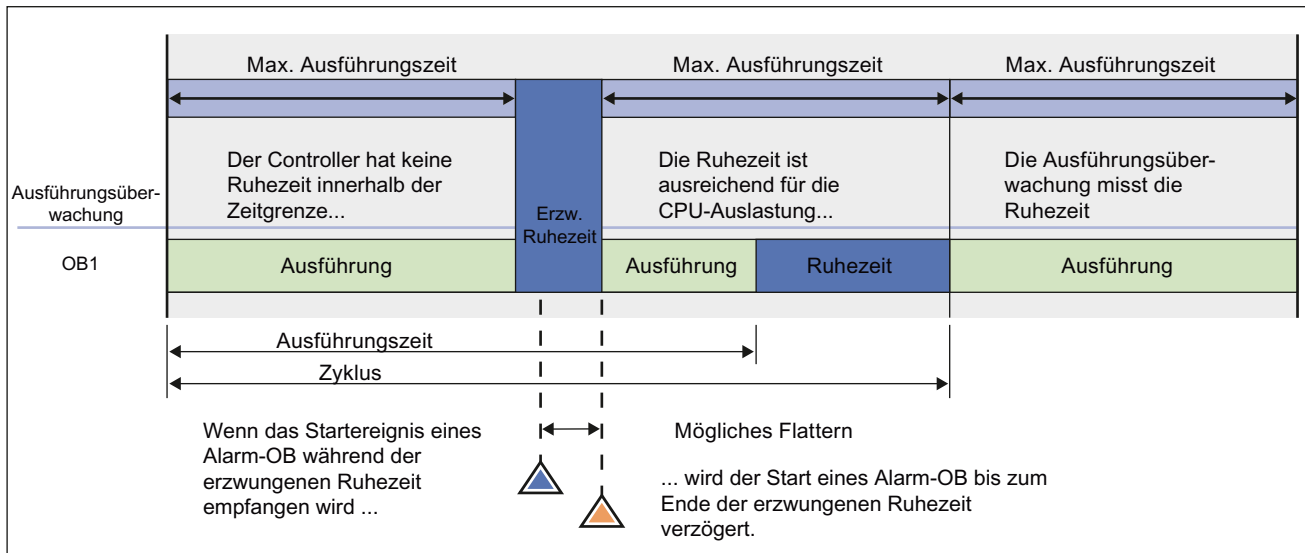 Max. Ausführungszeit
Max. Ausführungszeit
Max. Ausführungszeit
Der Controller hat keine
Ruhezeit innerhalb der
Zeitgrenze...
Die Ruhezeit ist
ausreichend für die
CPU-Auslastung...
Die Ausführungsüber-
wachung misst die
Ruhezeit
Ausführungsüber-
wachung
Erzw.
Ruhezeit
OB1
Ausführung
Ausführung
Ruhezeit
Ausführung
Ausführungszeit
Zyklus
Wenn das Startereignis eines
Alarm-OB während der
erzwungenen Ruhezeit
empfangen wird ...
Mögliches Flattern
... wird der Start eines Alarm-OB bis zum
Ende der erzwungenen Ruhezeit
verzögert.